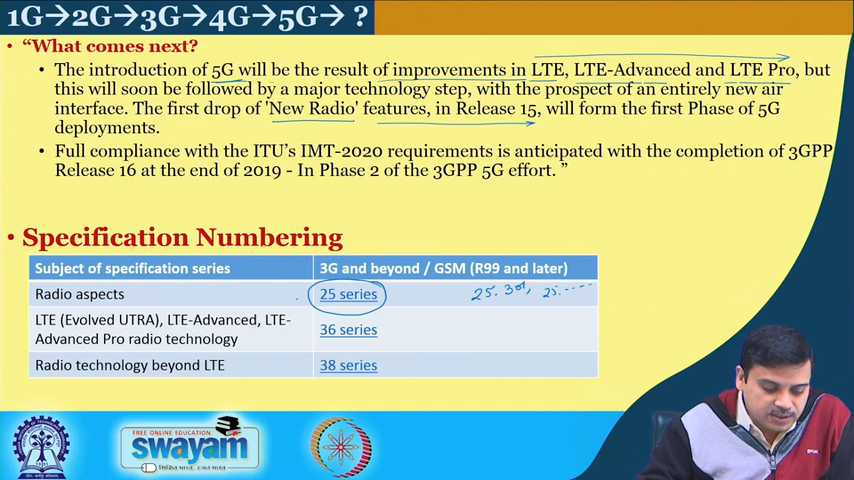 1G→2G→3G→4G→5G→ ?
• “What comes next?
• The introduction of 5G will be the result of improvements in LTE, LTE-Advanced and LTE Pro, but
this will soon be followed by a major technology step, with the prospect of an entirely new air
interface. The first drop of 'New Radio' features, in Release 15, will form the first Phase of 5G
deployments.
• Full compliance with the ITU’s IMT-2020 requirements is anticipated with the completion of 3GPP
Release 16 at the end of 2019 - In Phase 2 of the 3GPP 5G effort. ”
• Specification Numbering
Subject of specification series 3G and beyond / GSM (R99 and later)
Radio aspects 25 series 25. 301, 25.-----
LTE (Evolved UTRA), LTE-Advanced, LTE-
Advanced Pro radio technology 36 series
Radio technology beyond LTE 38 series
FREE ONLINE EDUCATION
swayam